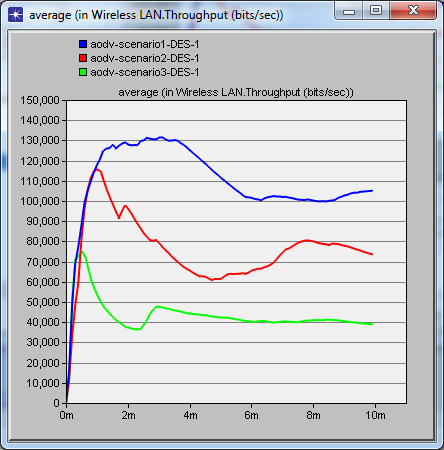 average (in Wireless LAN.Throughput (bits/sec))
aodv-scenario1-DES-1
aodv-scenario2-DES-1
aodv-scenario3-DES-1
average (in Wireless LAN.Throughput (bits/sec))
150,000
140,000
130,000
120,000
110,000
100,000
90,000
80,000
70,000
60,000
50,000
40,000
30,000
20,000
10,000
0
0m 2m 4m 6m 8m 10m